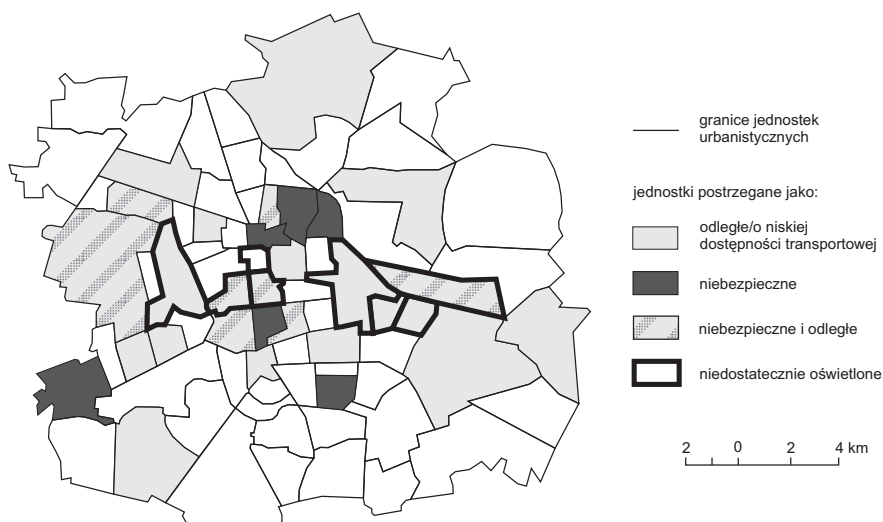 granice jednostek
urbanistycznych
jednostki postrzegane jako:
odległe/o niskiej
dostępności transportowej
niebezpieczne
niebezpieczne i odległe
niedostatecznie oświetlone
2 0 2 4 km